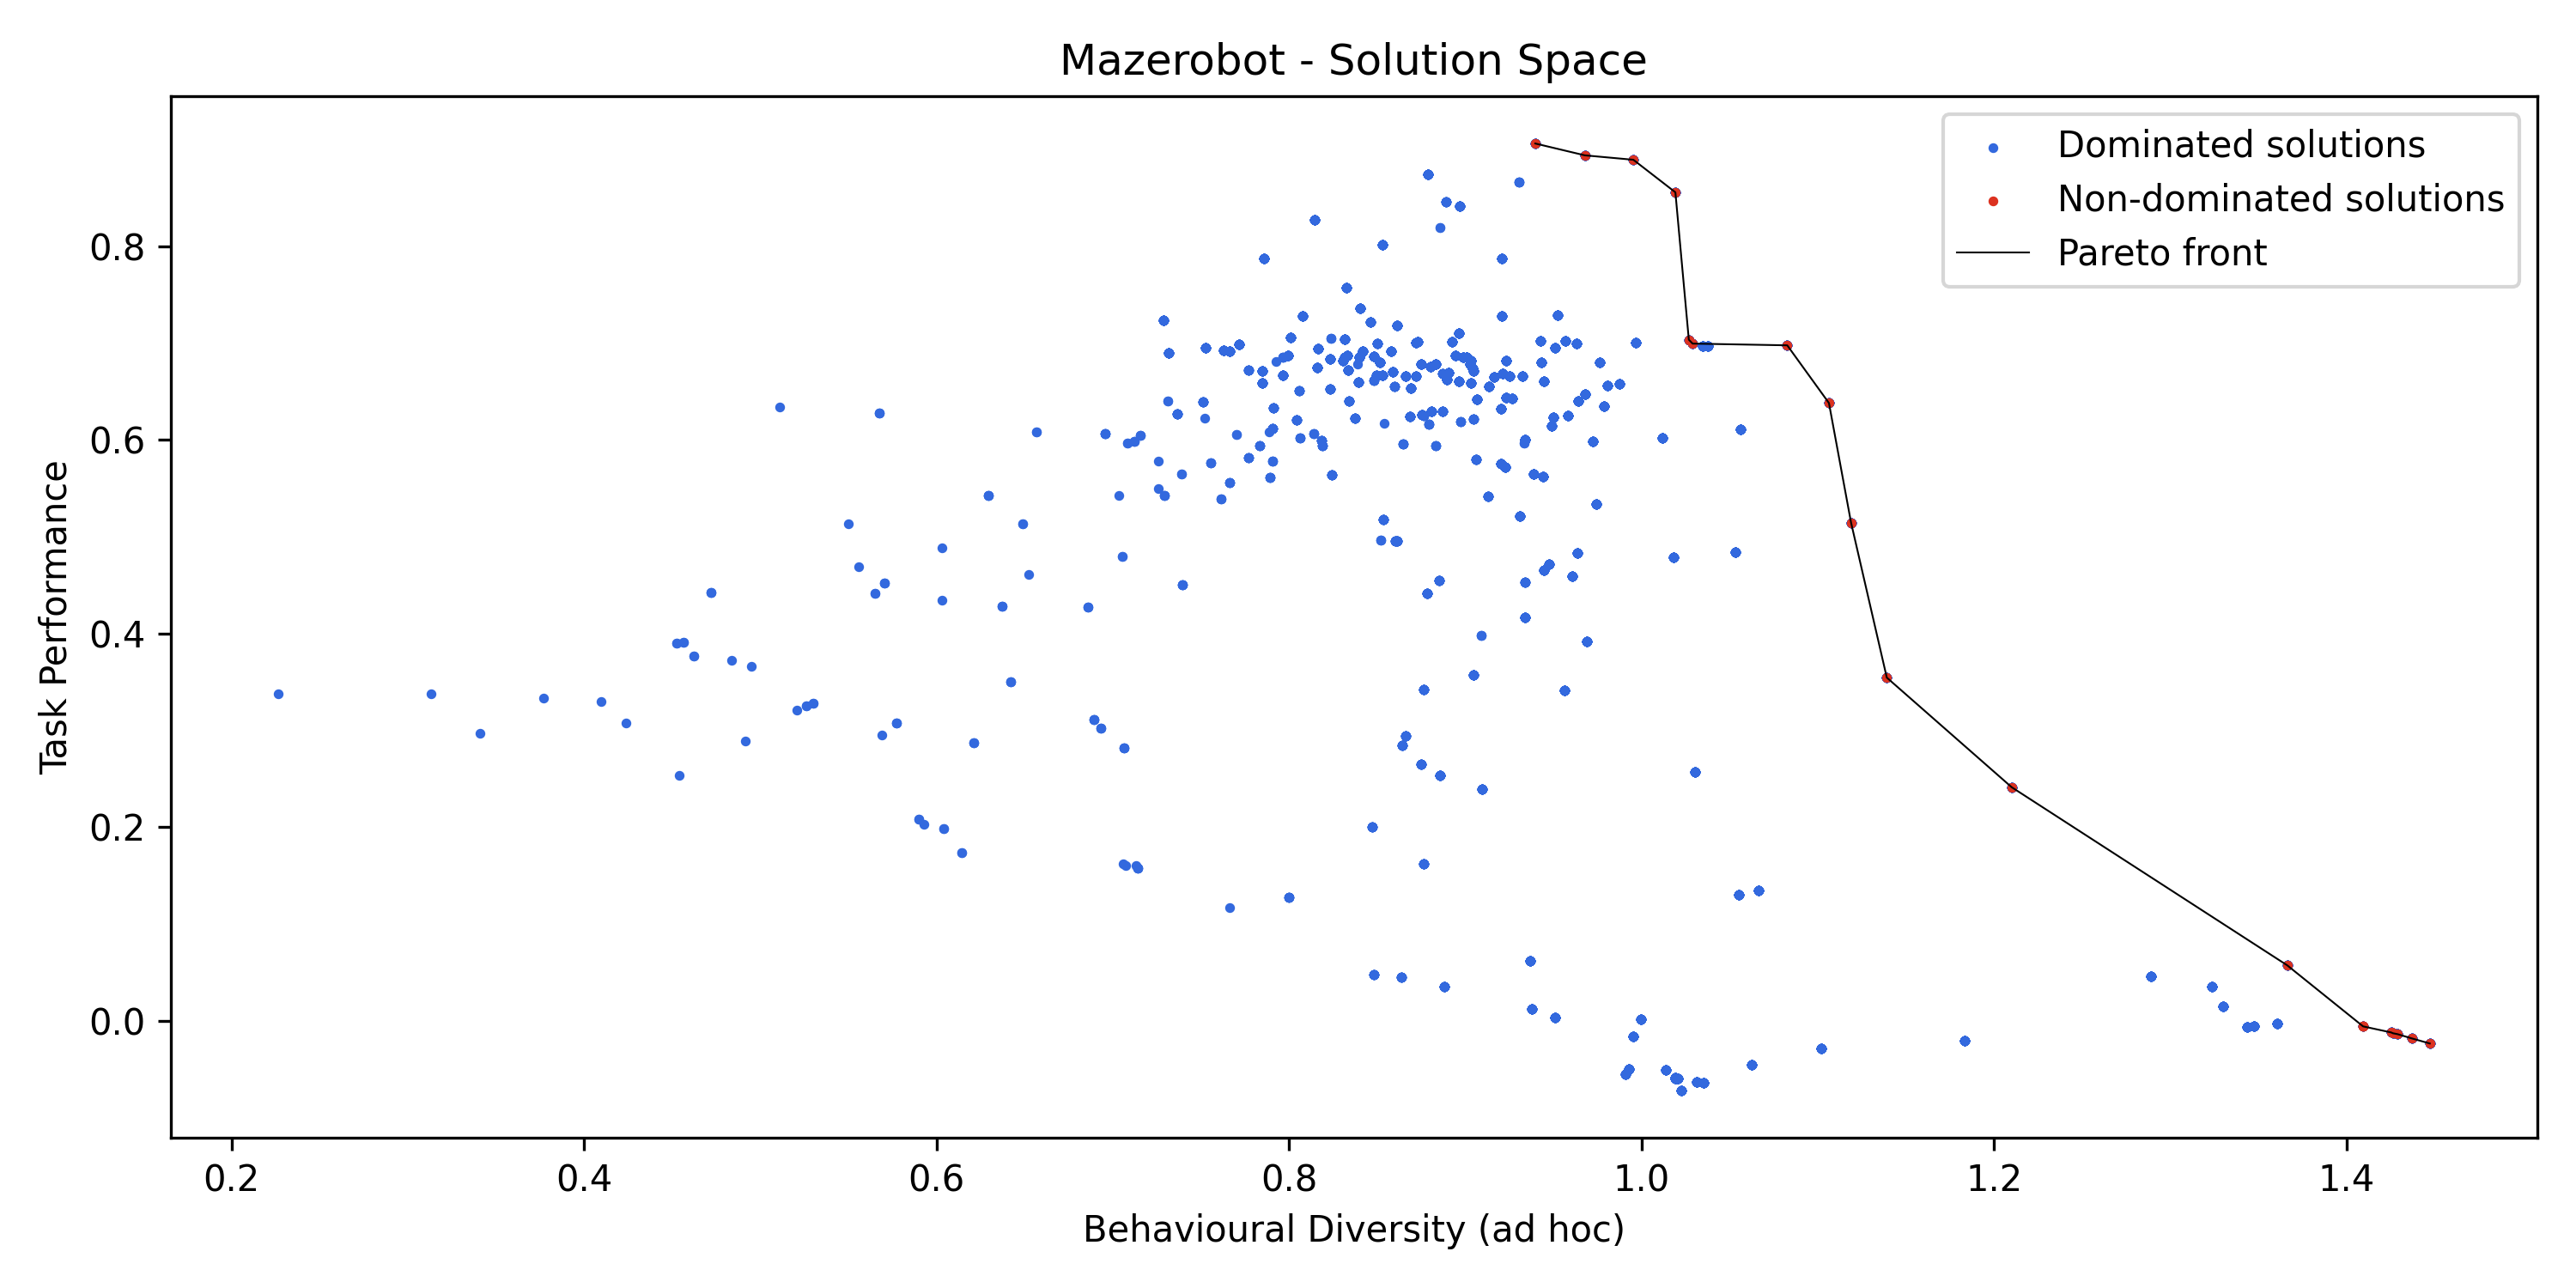 Mazerobot - Solution Space
Dominated solutions
Non-dominated solutions
Pareto front
Task Performance
0.8
0.6
0.4
0.2
0.0
0.2 0.4 0.6 0.8 1.0 1.2 1.4
Behavioural Diversity (ad hoc)